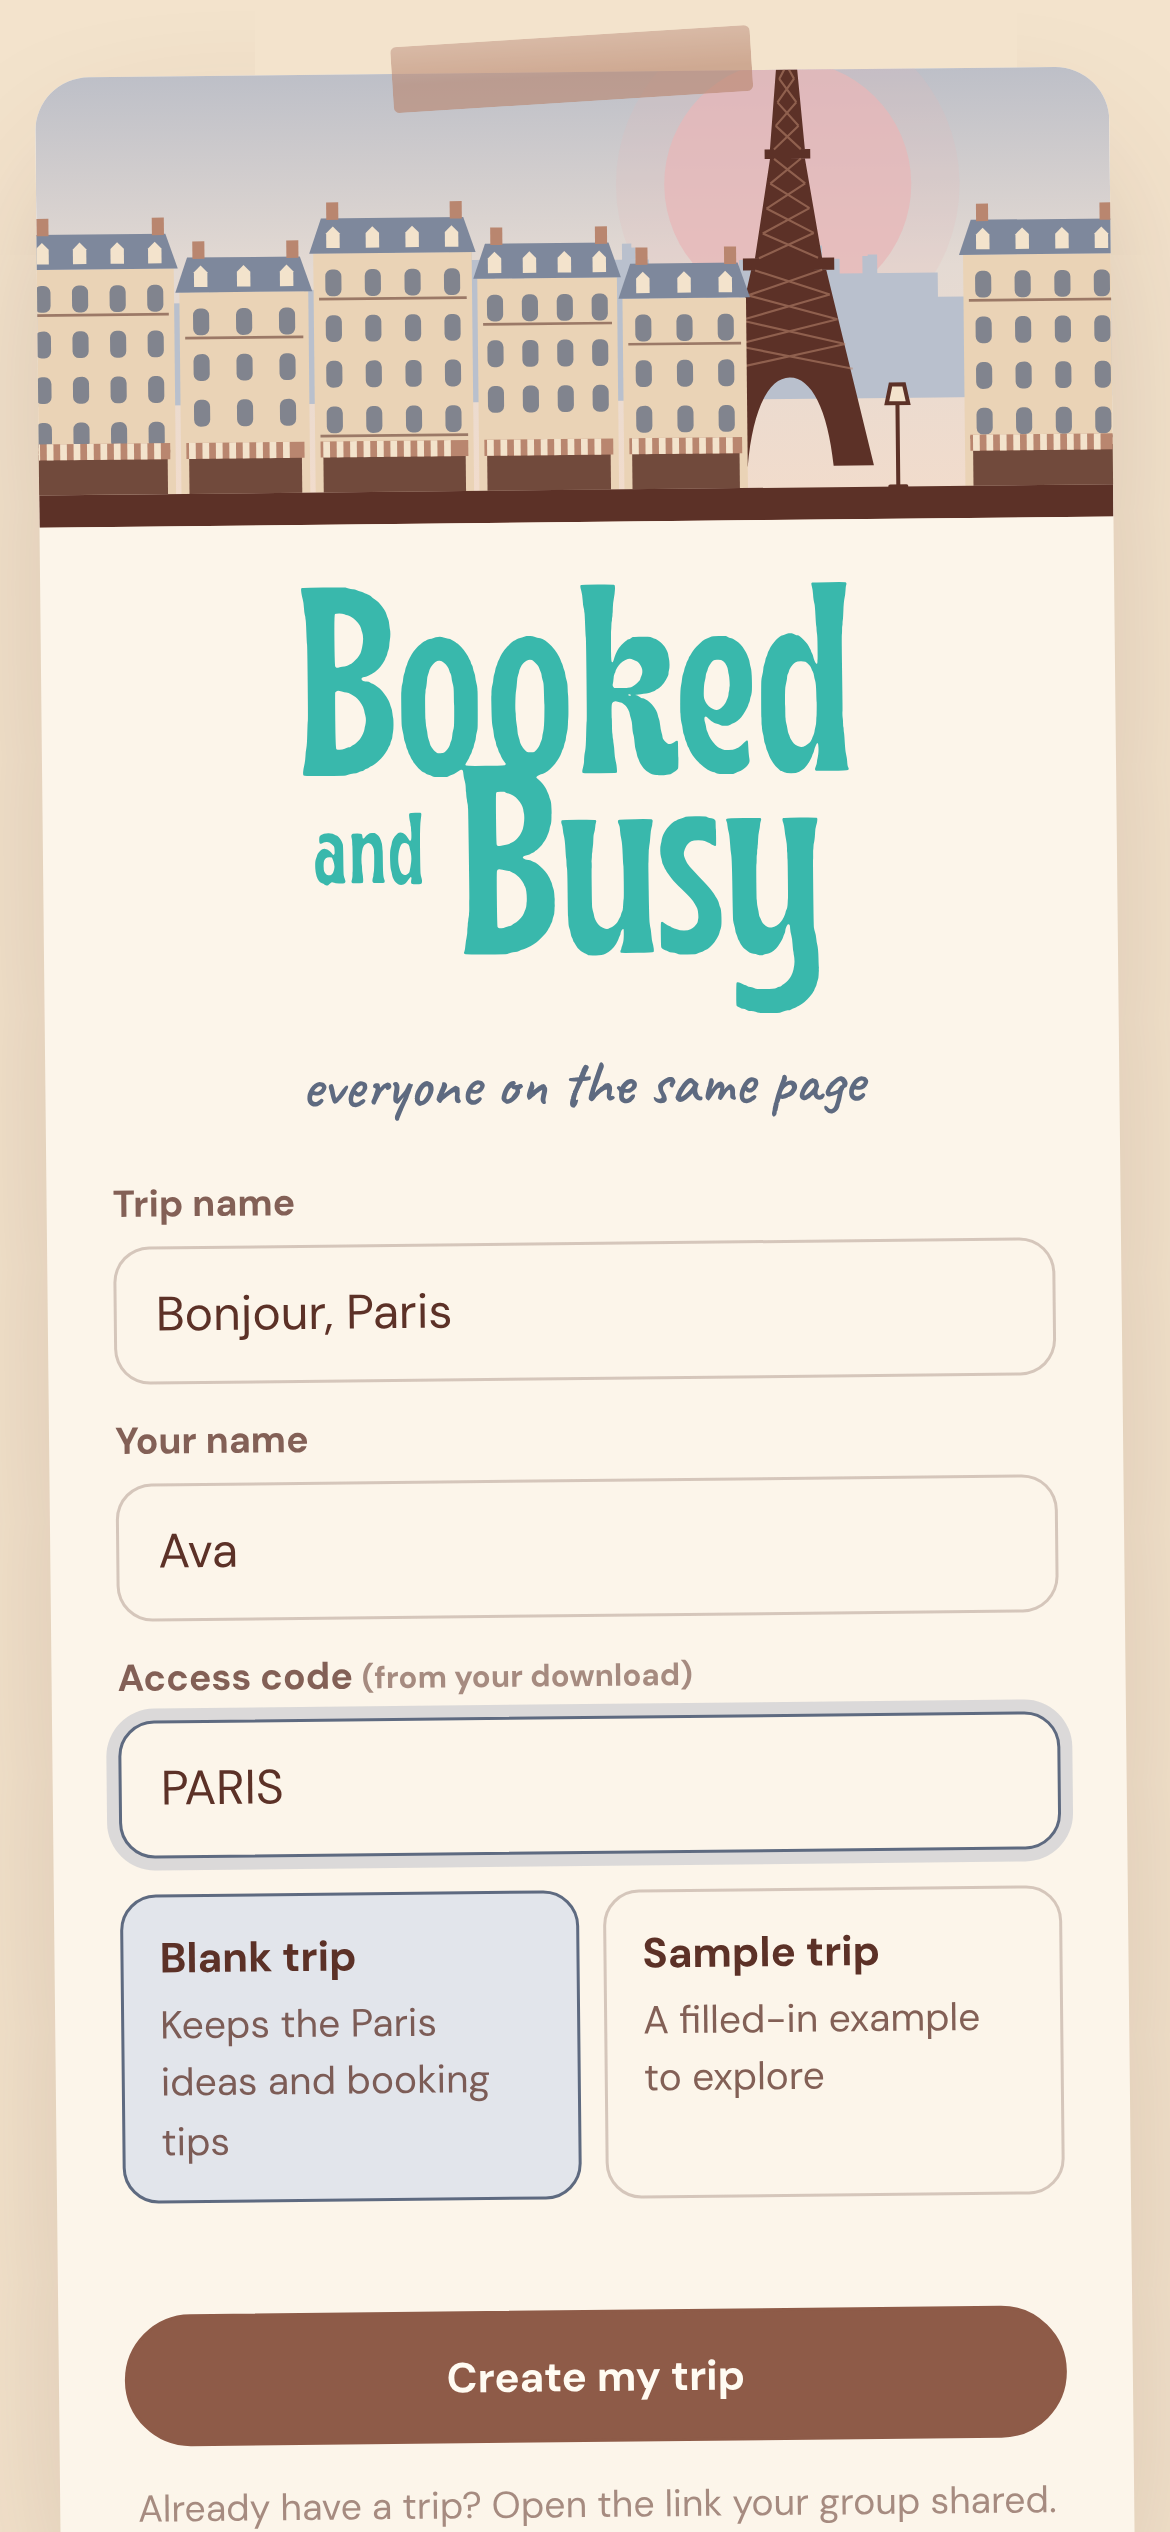 Booked
and Busy
everyone on the same page
Trip name
Bonjour, Paris
Your name
Ava
Access code (from your download)
PARIS
Blank trip
Keeps the Paris
ideas and booking
tips
Sample trip
A filled-in example
to explore
Create my trip
Already have a trip? Open the link your group shared.